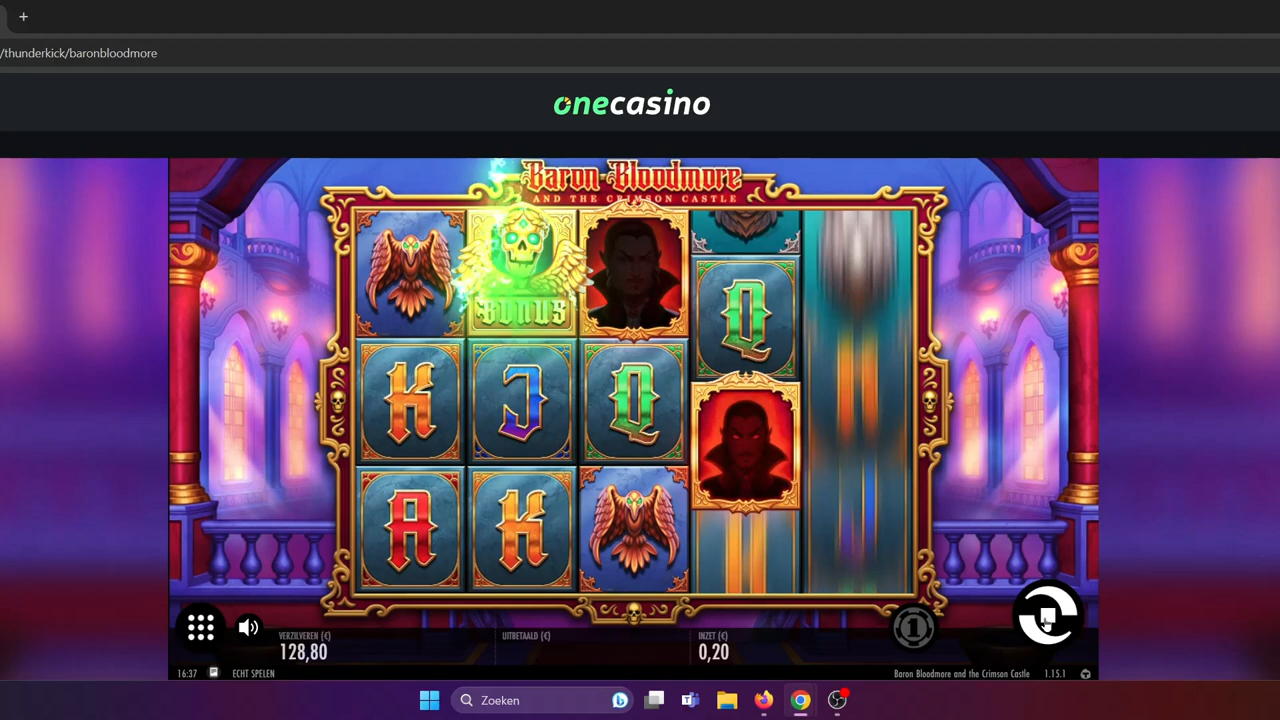 +
/thunderkick/baronbloodmore
onecasino
Baron Bloodmore
AND THE CRIMSON CASTLE
BONUS
Q
K
J
Q
A
K
1
VERZILVEREN (€)
128,80
UITBETAALD (€)
INZET (€)
0,20
16:37
ECHT SPELEN
Baron Bloodmore and the Crimson Castle
1.15.1
Zoeken